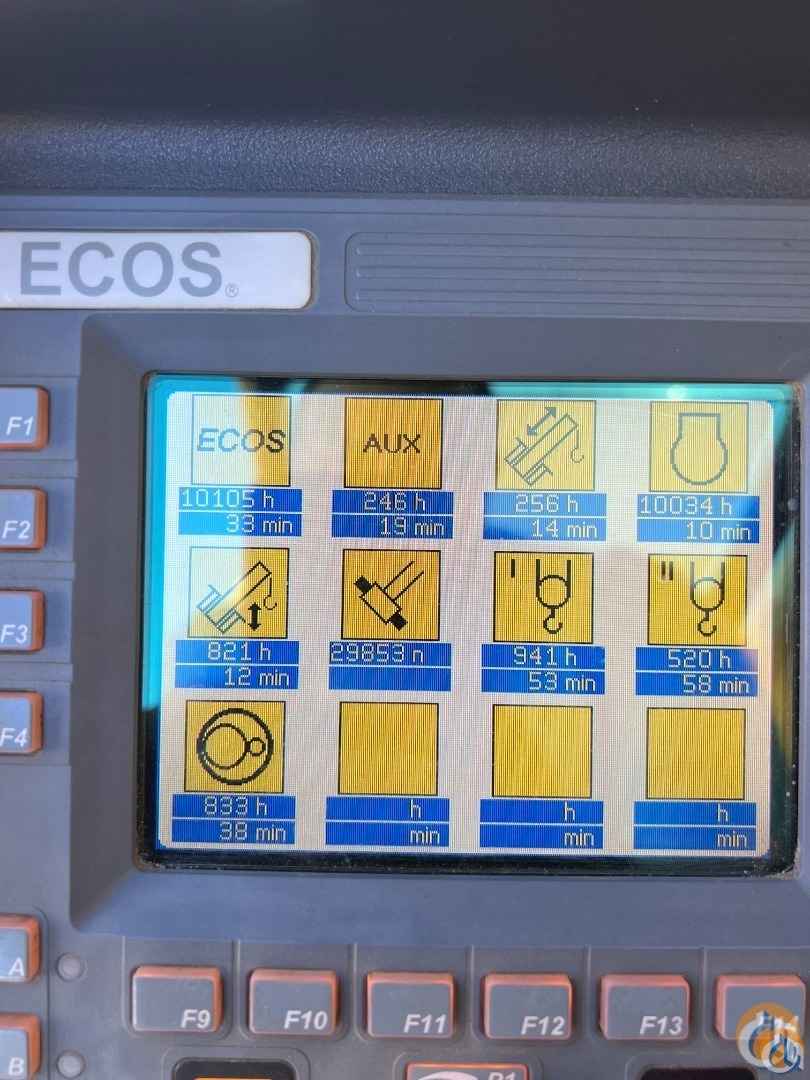 ECOS®
F1
F2
F3
F4
ECOS AUX
10105 h 246 h 256 h 10034 h
33 min 19 min 14 min 10 min
I II
821 h 29853 n 941 h 520 h
12 min 53 min 58 min
833 h h h h
38 min min min min
A
B
F9 F10 F11 F12 F13